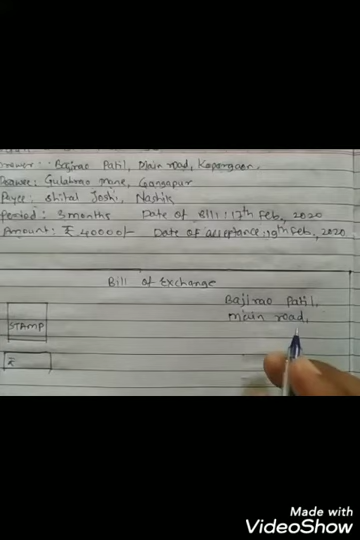 Drawer: Bajirao Patil, Main road, Kopargaon.
Drawee: Gulabrao Mane, Gangapur
Payee: Shital Joshi, Nashik
Period: 3 months Date of Bill: 17th Feb, 2020
Amount: ₹ 40000/- Date of acceptance: 19th Feb, 2020
Bill of Exchange
Bajirao Patil,
Main road,
STAMP
₹
Made with
VideoShow